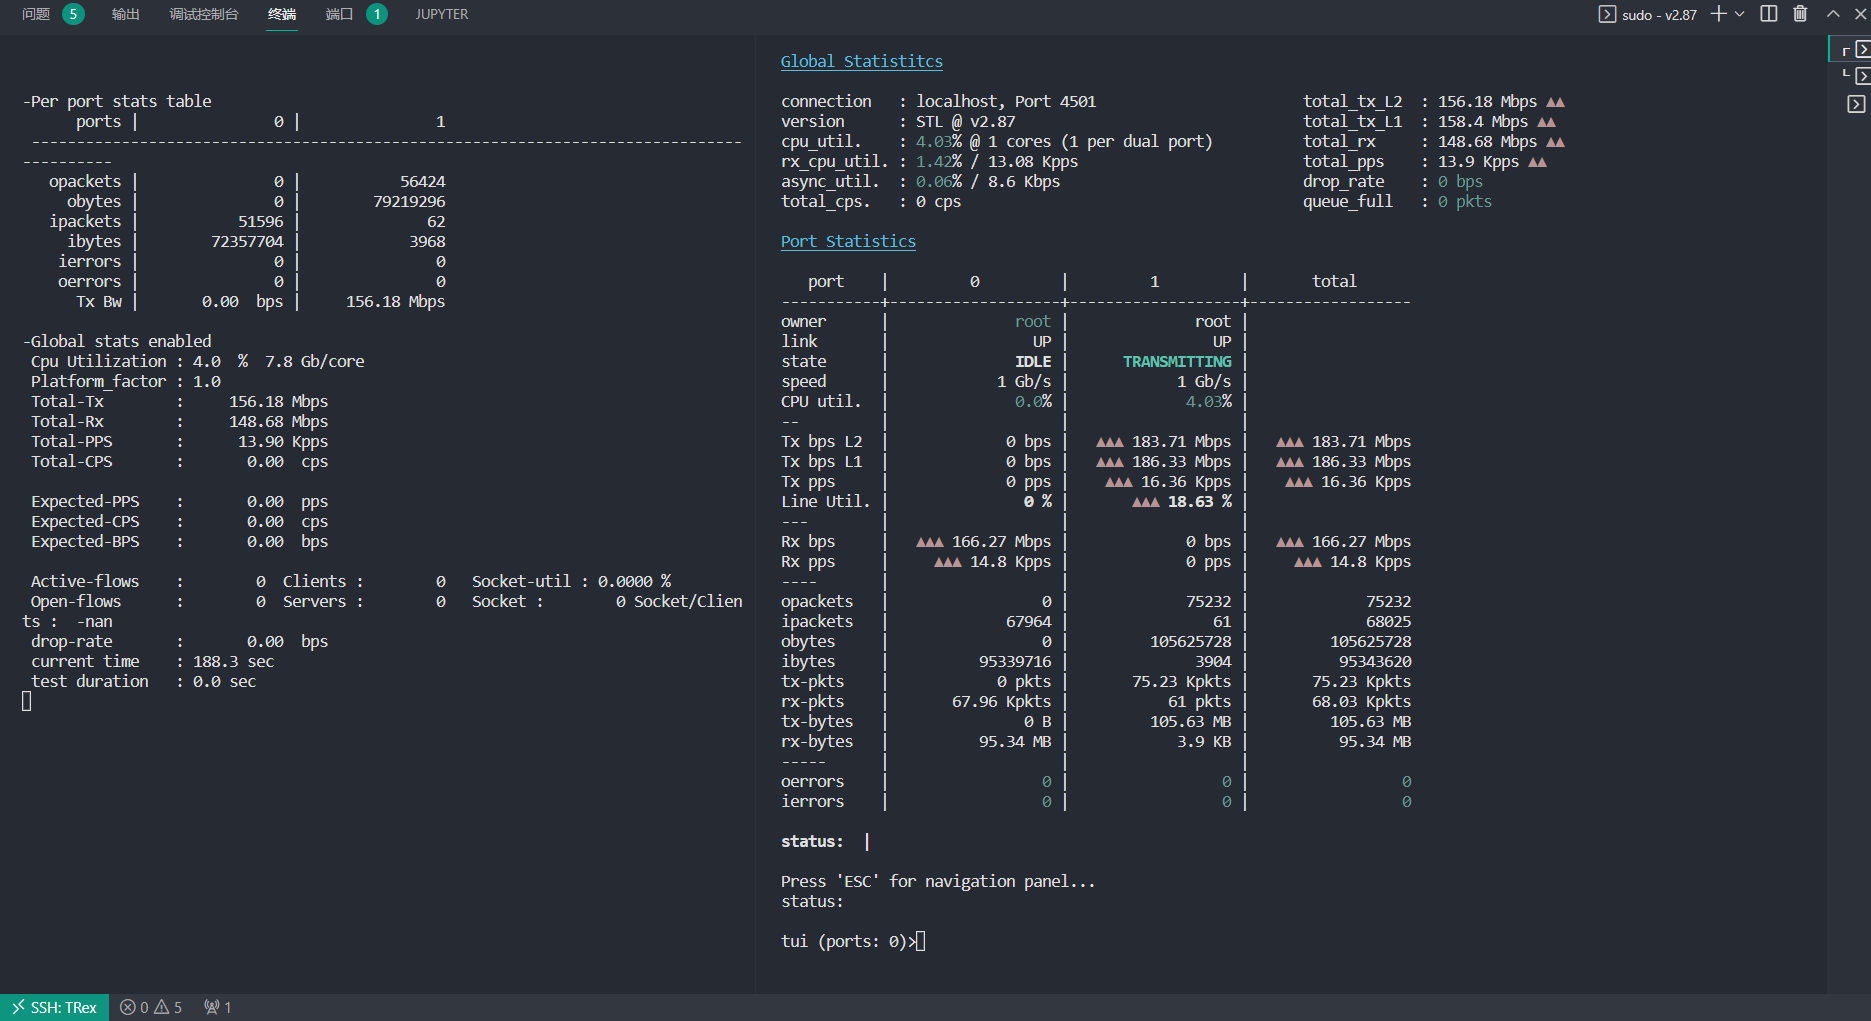 问题 5 输出 调试控制台 终端 端口 1 JUPYTER sudo - v2.87
-Per port stats table
ports | 0 | 1
-------------------------------------------------------------------------------
----------
opackets | 0 | 56424
obytes | 0 | 79219296
ipackets | 51596 | 62
ibytes | 72357704 | 3968
ierrors | 0 | 0
oerrors | 0 | 0
Tx Bw | 0.00 bps | 156.18 Mbps
-Global stats enabled
Cpu Utilization : 4.0 % 7.8 Gb/core
Platform_factor : 1.0
Total-Tx : 156.18 Mbps
Total-Rx : 148.68 Mbps
Total-PPS : 13.90 Kpps
Total-CPS : 0.00 cps
Expected-PPS : 0.00 pps
Expected-CPS : 0.00 cps
Expected-BPS : 0.00 bps
Active-flows : 0 Clients : 0 Socket-util : 0.0000 %
Open-flows : 0 Servers : 0 Socket : 0 Socket/Clien
ts : -nan
drop-rate : 0.00 bps
current time : 188.3 sec
test duration : 0.0 sec
Global Statistitcs
connection : localhost, Port 4501 total_tx_L2 : 156.18 Mbps ▲▲
version : STL @ v2.87 total_tx_L1 : 158.4 Mbps ▲▲
cpu_util. : 4.03% @ 1 cores (1 per dual port) total_rx : 148.68 Mbps ▲▲
rx_cpu_util. : 1.42% / 13.08 Kpps total_pps : 13.9 Kpps ▲▲
async_util. : 0.06% / 8.6 Kbps drop_rate : 0 bps
total_cps. : 0 cps queue_full : 0 pkts
Port Statistics
port | 0 | 1 | total
-----------+-------------------+-------------------+------------------
owner | root | root |
link | UP | UP |
state | IDLE | TRANSMITTING |
speed | 1 Gb/s | 1 Gb/s |
CPU util. | 0.0% | 4.03% |
-- | | |
Tx bps L2 | 0 bps | ▲▲▲ 183.71 Mbps | ▲▲▲ 183.71 Mbps
Tx bps L1 | 0 bps | ▲▲▲ 186.33 Mbps | ▲▲▲ 186.33 Mbps
Tx pps | 0 pps | ▲▲▲ 16.36 Kpps | ▲▲▲ 16.36 Kpps
Line Util. | 0 % | ▲▲▲ 18.63 % |
--- | | |
Rx bps | ▲▲▲ 166.27 Mbps | 0 bps | ▲▲▲ 166.27 Mbps
Rx pps | ▲▲▲ 14.8 Kpps | 0 pps | ▲▲▲ 14.8 Kpps
---- | | |
opackets | 0 | 75232 | 75232
ipackets | 67964 | 61 | 68025
obytes | 0 | 105625728 | 105625728
ibytes | 95339716 | 3904 | 95343620
tx-pkts | 0 pkts | 75.23 Kpkts | 75.23 Kpkts
rx-pkts | 67.96 Kpkts | 61 pkts | 68.03 Kpkts
tx-bytes | 0 B | 105.63 MB | 105.63 MB
rx-bytes | 95.34 MB | 3.9 KB | 95.34 MB
----- | | |
oerrors | 0 | 0 | 0
ierrors | 0 | 0 | 0
status: |
Press 'ESC' for navigation panel...
status:
tui (ports: 0)>
SSH: TRex 0 5 1